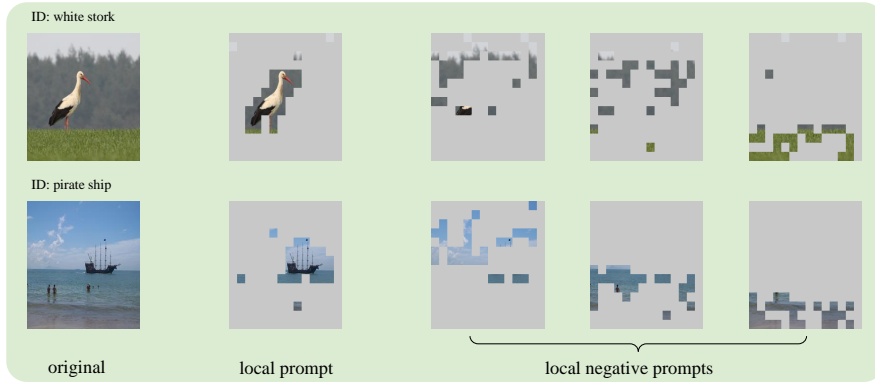 ID: white stork
ID: pirate ship
original
local prompt
local negative prompts